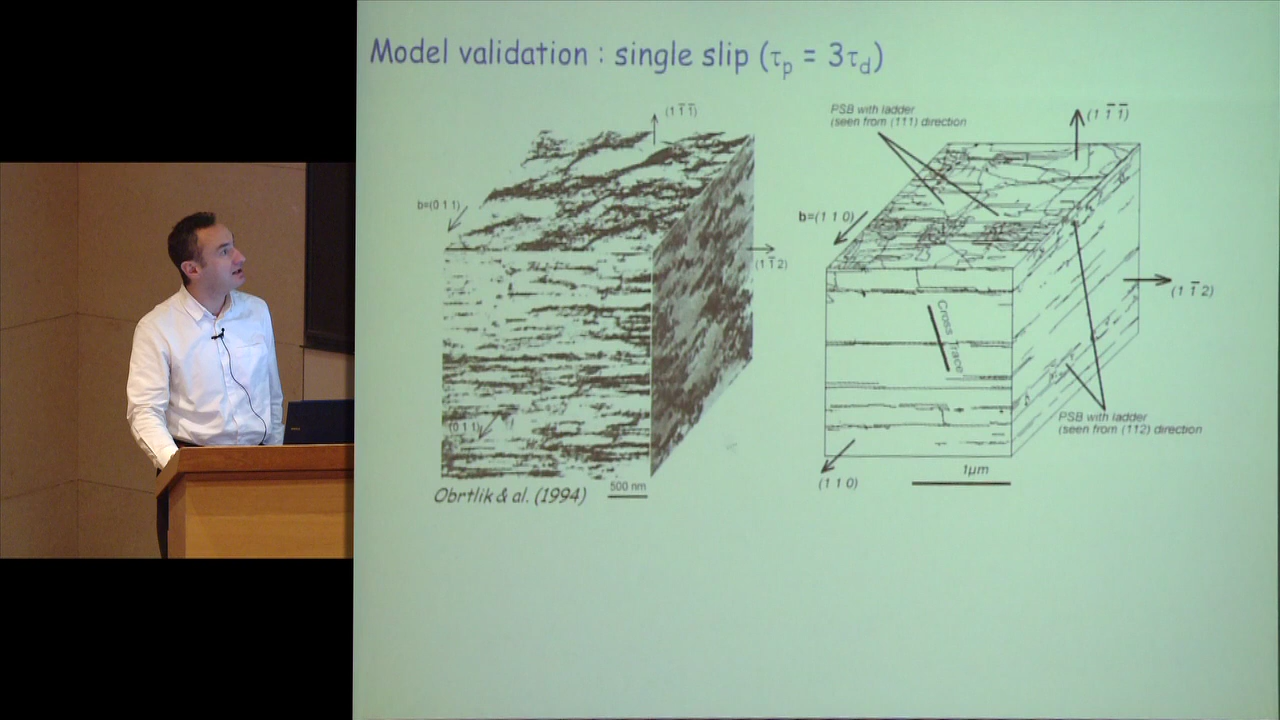 Model validation : single slip (τp = 3τd)
(1 1̅ 1̅)
b=(0 1 1)
(1 1̅ 2)
(0 1 1)
500 nm
Obrtlik & al. (1994)
PSB with ladder
(seen from (111) direction
(1 1̅ 1̅)
b=(1 1 0)
(1 1̅ 2)
Cross Trace
PSB with ladder
(seen from (112) direction
(1 1 0)
1μm